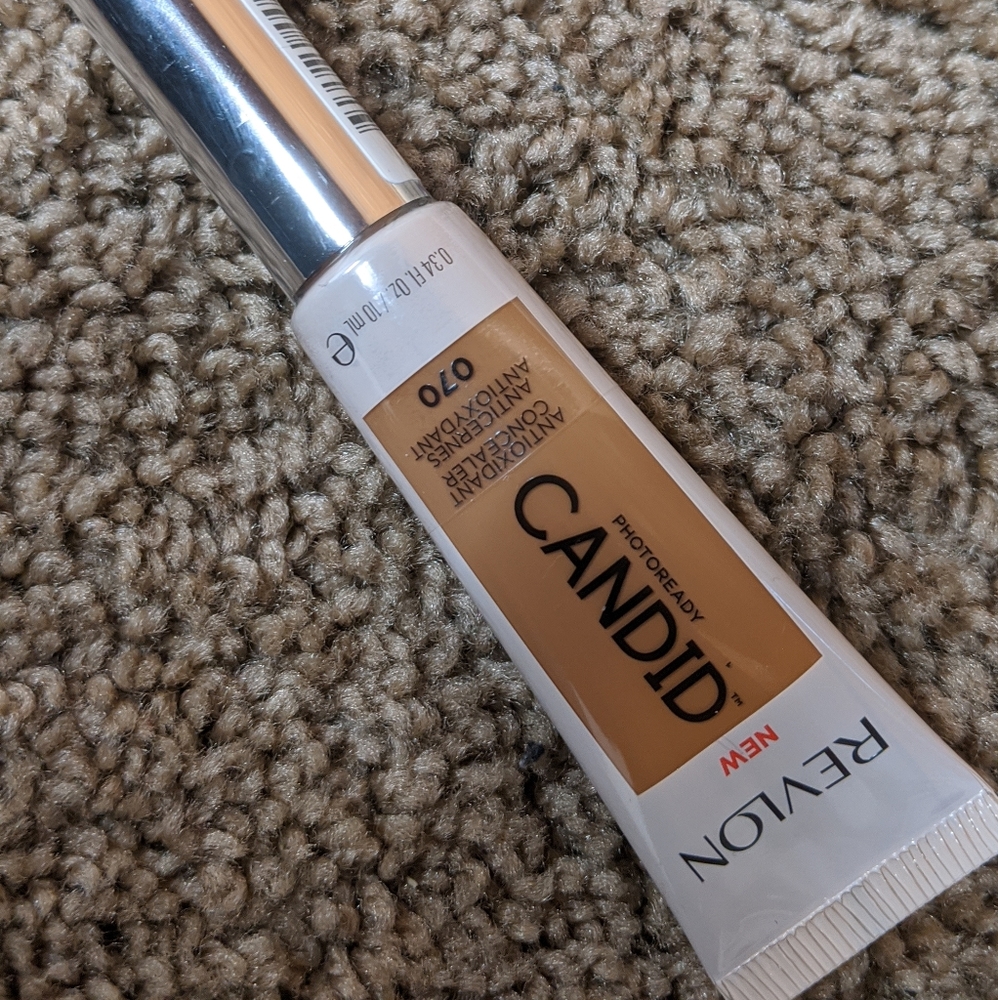 REVLON
NEW
PHOTOREADY
CANDID™
ANTIOXIDANT
CONCEALER
ANTICERNES
ANTIOXYDANT
070
0.34 Fl. Oz. / 10 mL ℮